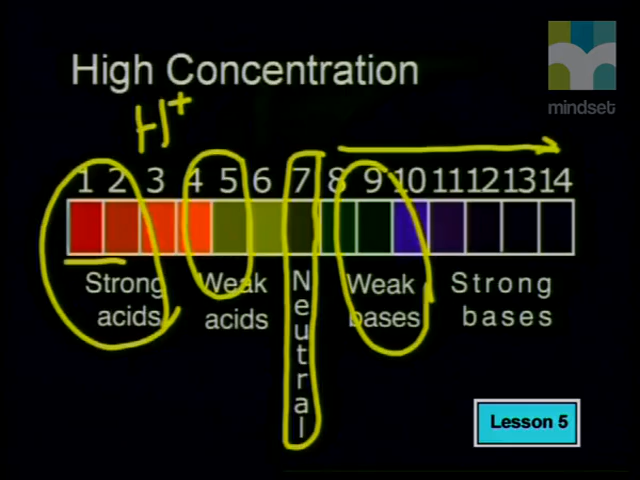 High Concentration
mindset
H+
1 2 3 4 5 6 7 8 9 10 11 12 13 14
Strong acids
Weak acids
Neutral
Weak bases
Strong bases
Lesson 5